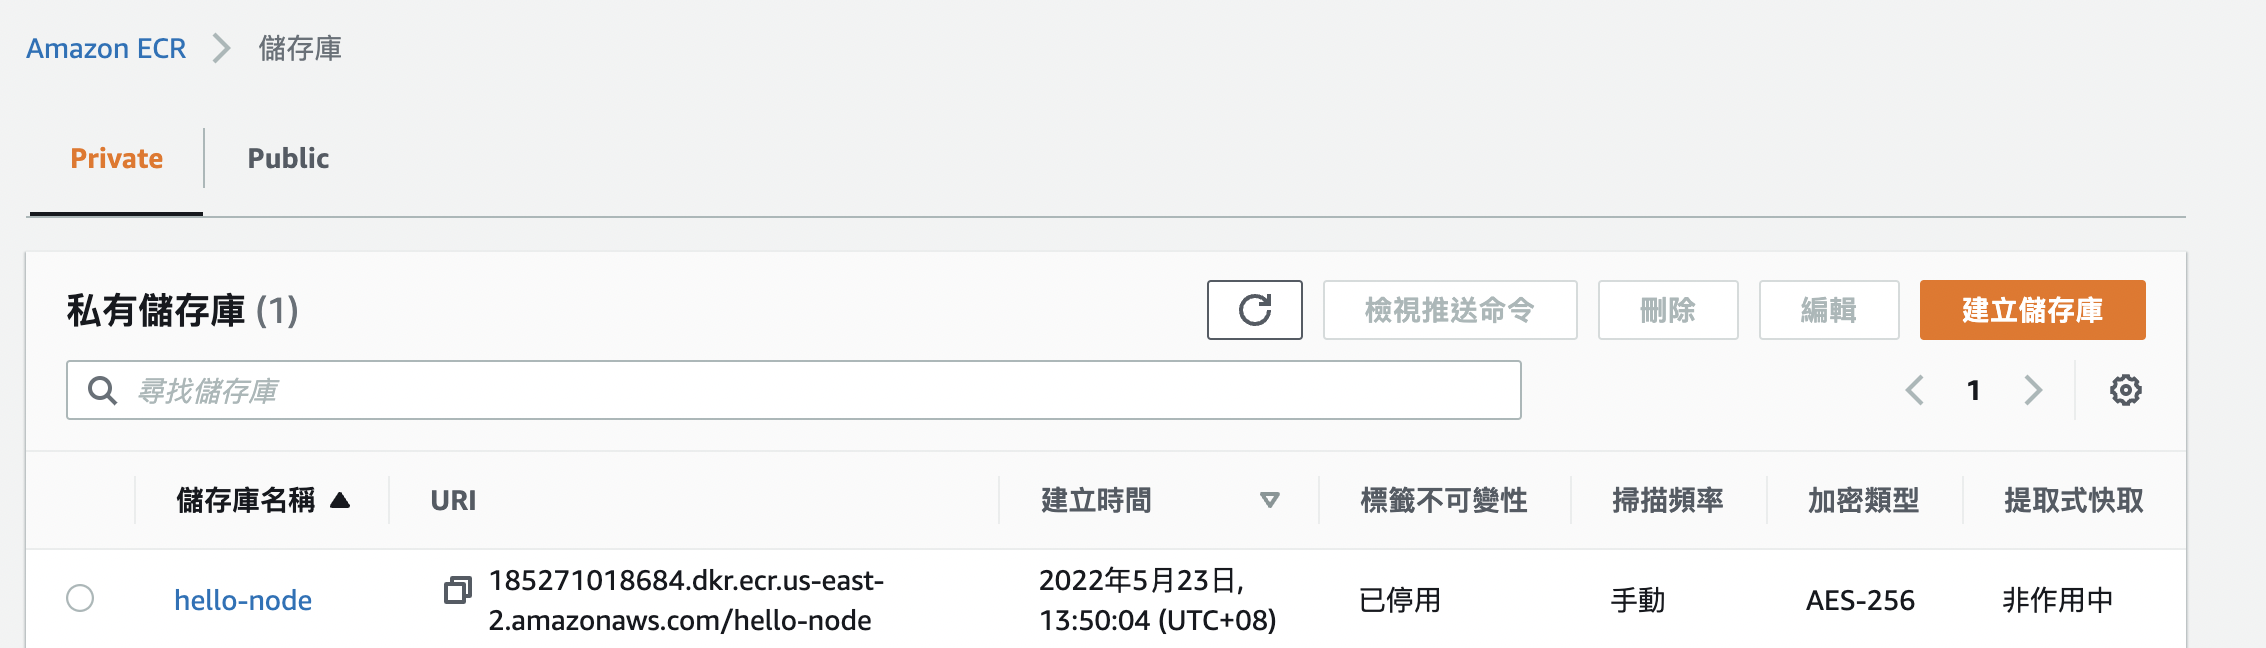 Amazon ECR 儲存庫
Private Public
私有儲存庫 (1) 檢視推送命令 刪除 編輯 建立儲存庫
尋找儲存庫 1
儲存庫名稱 URI 建立時間 標籤不可變性 掃描頻率 加密類型 提取式快取
hello-node 185271018684.dkr.ecr.us-east- 2022年5月23日, 已停用 手動 AES-256 非作用中
2.amazonaws.com/hello-node 13:50:04 (UTC+08)